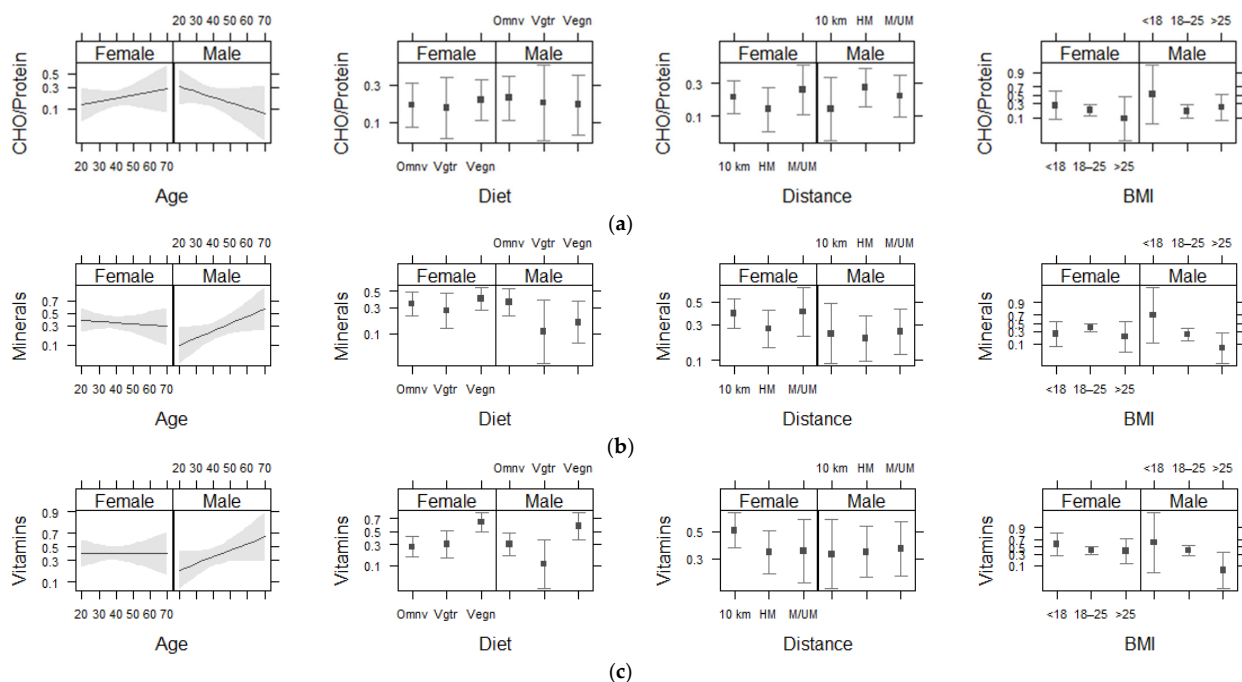 20 30 40 50 60 70
Omnv Vgtr Vegn
10 km HM M/UM
<18 18–25 >25
Female Male
Female Male
Female Male
Female Male
CHO/Protein
0.5
0.3
0.1
CHO/Protein
0.3
0.1
CHO/Protein
0.3
0.1
CHO/Protein
0.9
0.5
0.3
0.1
20 30 40 50 60 70
Omnv Vgtr Vegn
10 km HM M/UM
<18 18–25 >25
Age
Diet
Distance
BMI
(a)
20 30 40 50 60 70
Omnv Vgtr Vegn
10 km HM M/UM
<18 18–25 >25
Female Male
Female Male
Female Male
Female Male
Minerals
0.7
0.5
0.3
0.1
Minerals
0.5
0.3
0.1
Minerals
0.5
0.3
0.1
Minerals
0.9
0.7
0.5
0.3
0.1
20 30 40 50 60 70
Omnv Vgtr Vegn
10 km HM M/UM
<18 18–25 >25
Age
Diet
Distance
BMI
(b)
20 30 40 50 60 70
Omnv Vgtr Vegn
10 km HM M/UM
<18 18–25 >25
Female Male
Female Male
Female Male
Female Male
Vitamins
0.9
0.7
0.5
0.3
0.1
Vitamins
0.7
0.5
0.3
0.1
Vitamins
0.5
0.3
Vitamins
0.9
0.7
0.5
0.3
0.1
20 30 40 50 60 70
Omnv Vgtr Vegn
10 km HM M/UM
<18 18–25 >25
Age
Diet
Distance
BMI
(c)